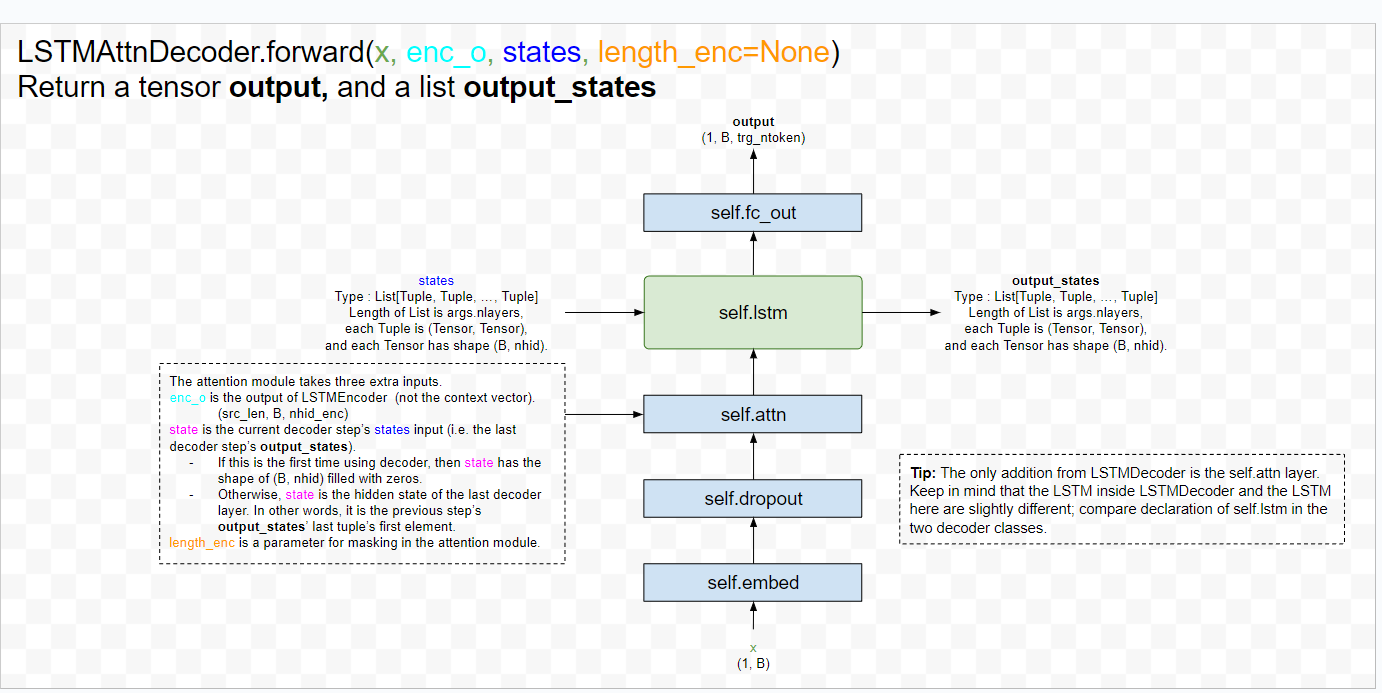 LSTMAttnDecoder.forward(x, enc_o, states, length_enc=None)
Return a tensor output, and a list output_states
output
(1, B, trg_ntoken)
self.fc_out
states
Type : List[Tuple, Tuple, …, Tuple]
Length of List is args.nlayers,
each Tuple is (Tensor, Tensor),
and each Tensor has shape (B, nhid).
self.lstm
output_states
Type : List[Tuple, Tuple, …, Tuple]
Length of List is args.nlayers,
each Tuple is (Tensor, Tensor),
and each Tensor has shape (B, nhid).
The attention module takes three extra inputs.
enc_o is the output of LSTMEncoder (not the context vector).
(src_len, B, nhid_enc)
state is the current decoder step's states input (i.e. the last
decoder step's output_states).
- If this is the first time using decoder, then state has the
shape of (B, nhid) filled with zeros.
- Otherwise, state is the hidden state of the last decoder
layer. In other words, it is the previous step's
output_states' last tuple's first element.
length_enc is a parameter for masking in the attention module.
self.attn
self.dropout
Tip: The only addition from LSTMDecoder is the self.attn layer.
Keep in mind that the LSTM inside LSTMDecoder and the LSTM
here are slightly different; compare declaration of self.lstm in the
two decoder classes.
self.embed
x
(1, B)